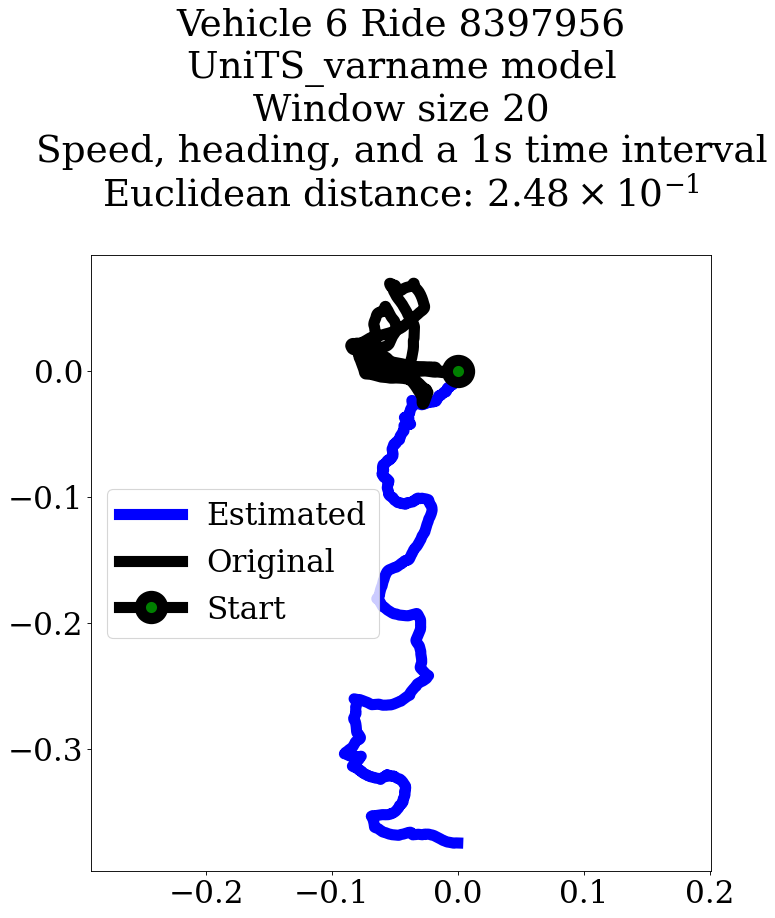 Vehicle 6 Ride 8397956
UniTS_varname model
Window size 20
Speed, heading, and a 1s time interval
Euclidean distance: 2.48 × 10⁻¹
0.0
−0.1
−0.2
−0.3
Estimated
Original
Start
−0.2 −0.1 0.0 0.1 0.2